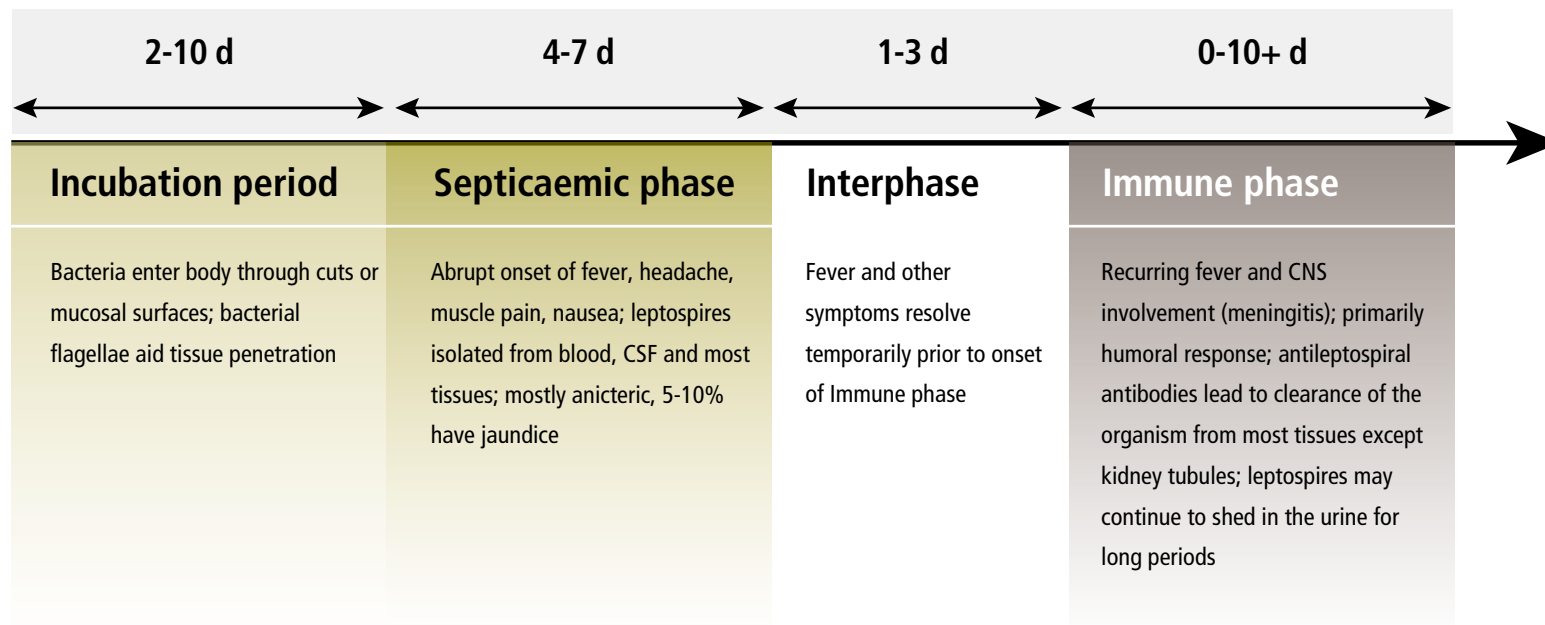 2-10 d
4-7 d
1-3 d
0-10+ d
Incubation period
Bacteria enter body through cuts or
mucosal surfaces; bacterial
flagellae aid tissue penetration
Septicaemic phase
Abrupt onset of fever, headache,
muscle pain, nausea; leptospires
isolated from blood, CSF and most
tissues; mostly anicteric, 5-10%
have jaundice
Interphase
Fever and other
symptoms resolve
temporarily prior to onset
of Immune phase
Immune phase
Recurring fever and CNS
involvement (meningitis); primarily
humoral response; antileptospiral
antibodies lead to clearance of the
organism from most tissues except
kidney tubules; leptospires may
continue to shed in the urine for
long periods